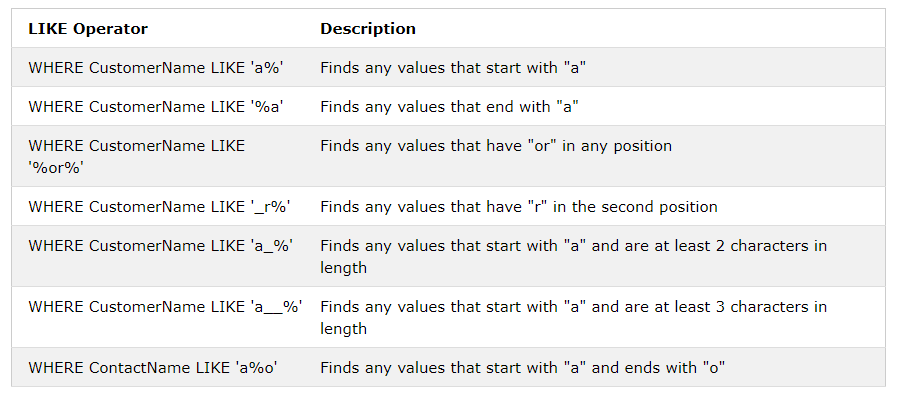 LIKE Operator Description
WHERE CustomerName LIKE 'a%' Finds any values that start with "a"
WHERE CustomerName LIKE '%a' Finds any values that end with "a"
WHERE CustomerName LIKE Finds any values that have "or" in any position
'%or%'
WHERE CustomerName LIKE '_r%' Finds any values that have "r" in the second position
WHERE CustomerName LIKE 'a_%' Finds any values that start with "a" and are at least 2 characters in
length
WHERE CustomerName LIKE 'a__%' Finds any values that start with "a" and are at least 3 characters in
length
WHERE ContactName LIKE 'a%o' Finds any values that start with "a" and ends with "o"